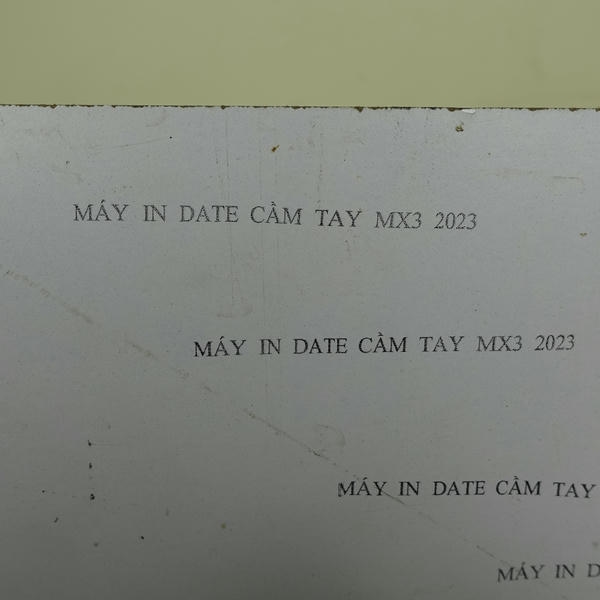 MÁY IN DATE CẦM TAY MX3 2023
MÁY IN DATE CẦM TAY MX3 2023
MÁY IN DATE CẦM TAY
MÁY IN D